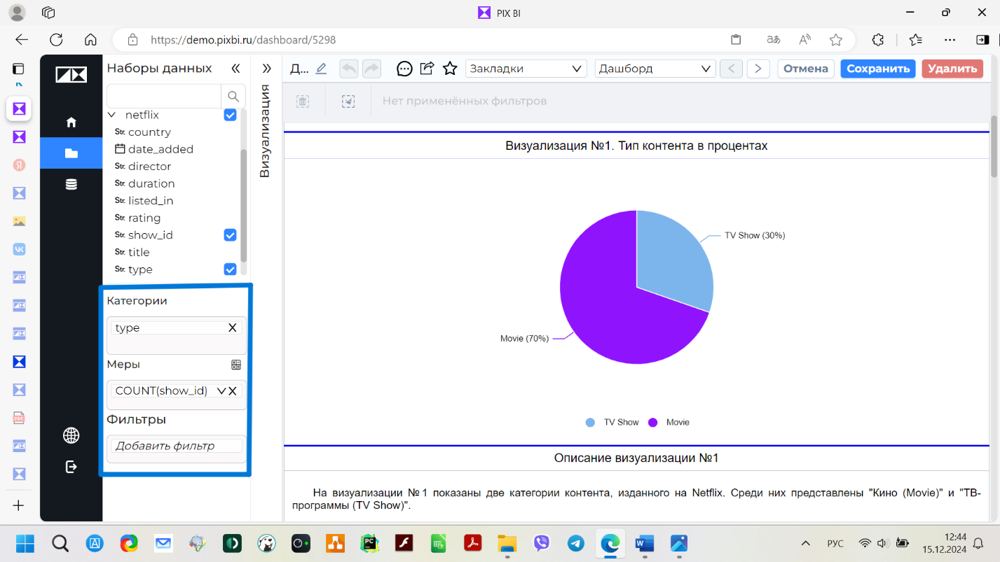 PIX BI
https://demo.pixbi.ru/dashboard/5298
Наборы данных
Д...
Закладки
Дашборд
Отмена
Сохранить
Удалить
Нет применённых фильтров
Визуализация
netflix
Str. country
date_added
Str. director
Str. duration
Str. listed_in
Str. rating
Str. show_id
Str. title
Str. type
Категории
type
Меры
COUNT(show_id)
Фильтры
Добавить фильтр
Визуализация №1. Тип контента в процентах
TV Show (30%)
Movie (70%)
TV Show
Movie
Описание визуализации №1
На визуализации №1 показаны две категории контента, изданного на Netflix. Среди них представлены "Кино (Movie)" и "ТВ-
программы (TV Show)".
РУС
12:44
15.12.2024